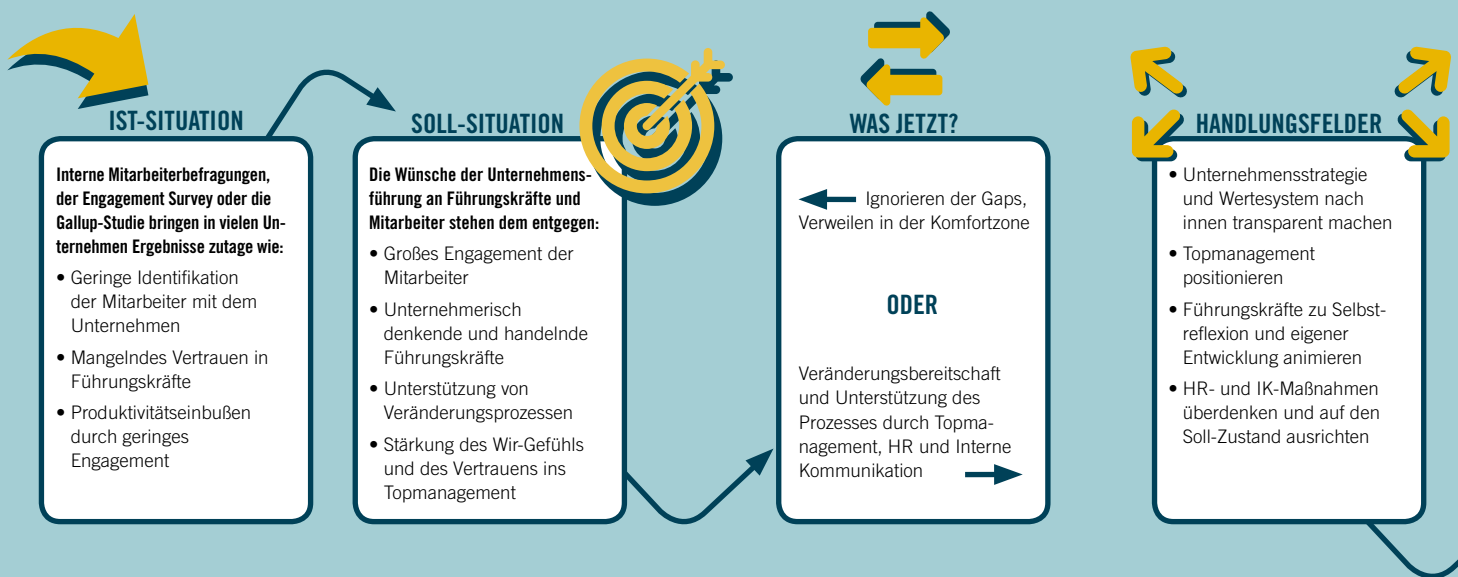 IST-SITUATION
Interne Mitarbeiterbefragungen,
der Engagement Survey oder die
Gallup-Studie bringen in vielen Un-
ternehmen Ergebnisse zutage wie:
• Geringe Identifikation
der Mitarbeiter mit dem
Unternehmen
• Mangelndes Vertrauen in
Führungskräfte
• Produktivitätseinbußen
durch geringes
Engagement
SOLL-SITUATION
Die Wünsche der Unternehmens-
führung an Führungskräfte und
Mitarbeiter stehen dem entgegen:
• Großes Engagement der
Mitarbeiter
• Unternehmerisch
denkende und handelnde
Führungskräfte
• Unterstützung von
Veränderungsprozessen
• Stärkung des Wir-Gefühls
und des Vertrauens ins
Topmanagement
WAS JETZT?
Ignorieren der Gaps,
Verweilen in der Komfortzone
ODER
Veränderungsbereitschaft
und Unterstützung des
Prozesses durch Topma-
nagement, HR und Interne
Kommunikation
HANDLUNGSFELDER
• Unternehmensstrategie
und Wertesystem nach
innen transparent machen
• Topmanagement
positionieren
• Führungskräfte zu Selbst-
reflexion und eigener
Entwicklung animieren
• HR- und IK-Maßnahmen
überdenken und auf den
Soll-Zustand ausrichten